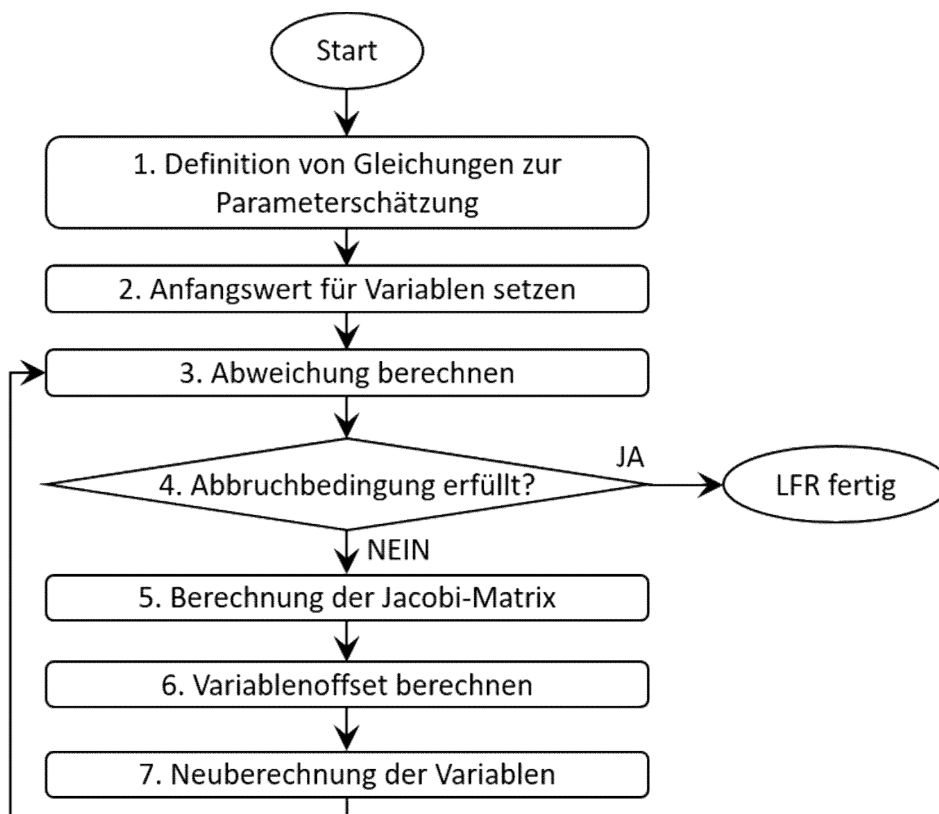 Start
1. Definition von Gleichungen zur
Parameterschätzung
2. Anfangswert für Variablen setzen
3. Abweichung berechnen
4. Abbruchbedingung erfüllt?
JA
LFR fertig
NEIN
5. Berechnung der Jacobi-Matrix
6. Variablenoffset berechnen
7. Neuberechnung der Variablen